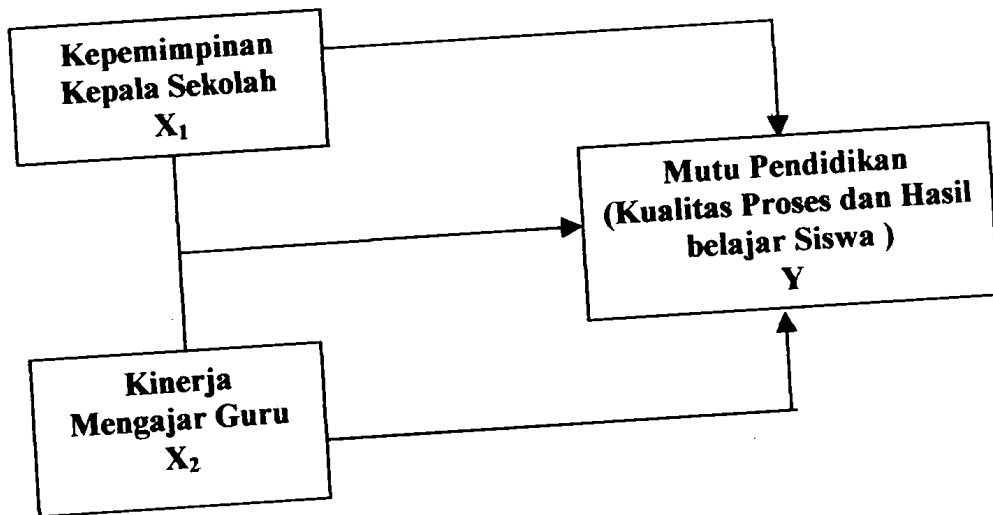 Kepemimpinan
Kepala Sekolah
X₁
Mutu Pendidikan
(Kualitas Proses dan Hasil
belajar Siswa )
Y
Kinerja
Mengajar Guru
X₂